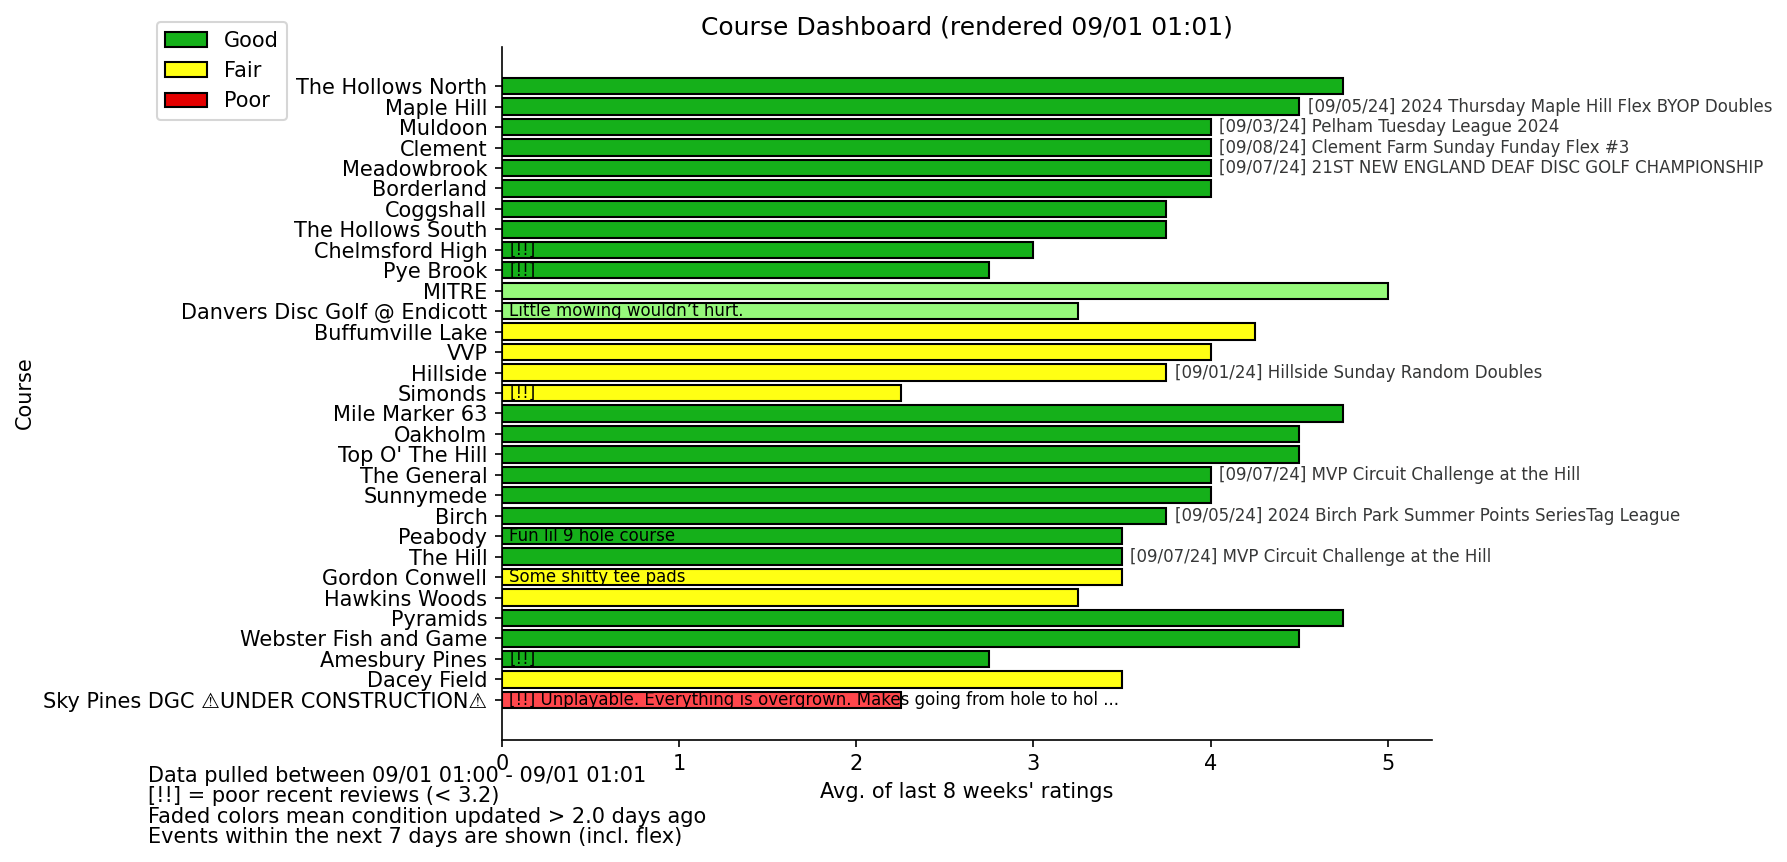 Course Dashboard (rendered 09/01 01:01)
Good
Fair
Poor
The Hollows North
Maple Hill [09/05/24] 2024 Thursday Maple Hill Flex BYOP Doubles
Muldoon [09/03/24] Pelham Tuesday League 2024
Clement [09/08/24] Clement Farm Sunday Funday Flex #3
Meadowbrook [09/07/24] 21ST NEW ENGLAND DEAF DISC GOLF CHAMPIONSHIP
Borderland
Coggshall
The Hollows South
Chelmsford High [!!]
Pye Brook [!!]
MITRE
Danvers Disc Golf @ Endicott Little mowing wouldn’t hurt.
Buffumville Lake
VVP
Hillside [09/01/24] Hillside Sunday Random Doubles
Simonds [!!]
Mile Marker 63
Oakholm
Top O' The Hill
The General [09/07/24] MVP Circuit Challenge at the Hill
Sunnymede
Birch [09/05/24] 2024 Birch Park Summer Points SeriesTag League
Peabody Fun lil 9 hole course
The Hill [09/07/24] MVP Circuit Challenge at the Hill
Gordon Conwell Some shitty tee pads
Hawkins Woods
Pyramids
Webster Fish and Game
Amesbury Pines [!!]
Dacey Field
Sky Pines DGC ⚠UNDER CONSTRUCTION⚠ [!!] Unplayable. Everything is overgrown. Makes going from hole to hol ...
Course
0 1 2 3 4 5
Avg. of last 8 weeks' ratings
Data pulled between 09/01 01:00 - 09/01 01:01
[!!] = poor recent reviews (< 3.2)
Faded colors mean condition updated > 2.0 days ago
Events within the next 7 days are shown (incl. flex)